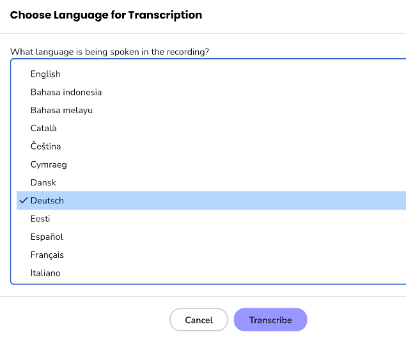 Choose Language for Transcription
What language is being spoken in the recording?
English
Bahasa indonesia
Bahasa melayu
Català
Čeština
Cymraeg
Dansk
Deutsch
Eesti
Español
Français
Italiano
Cancel Transcribe